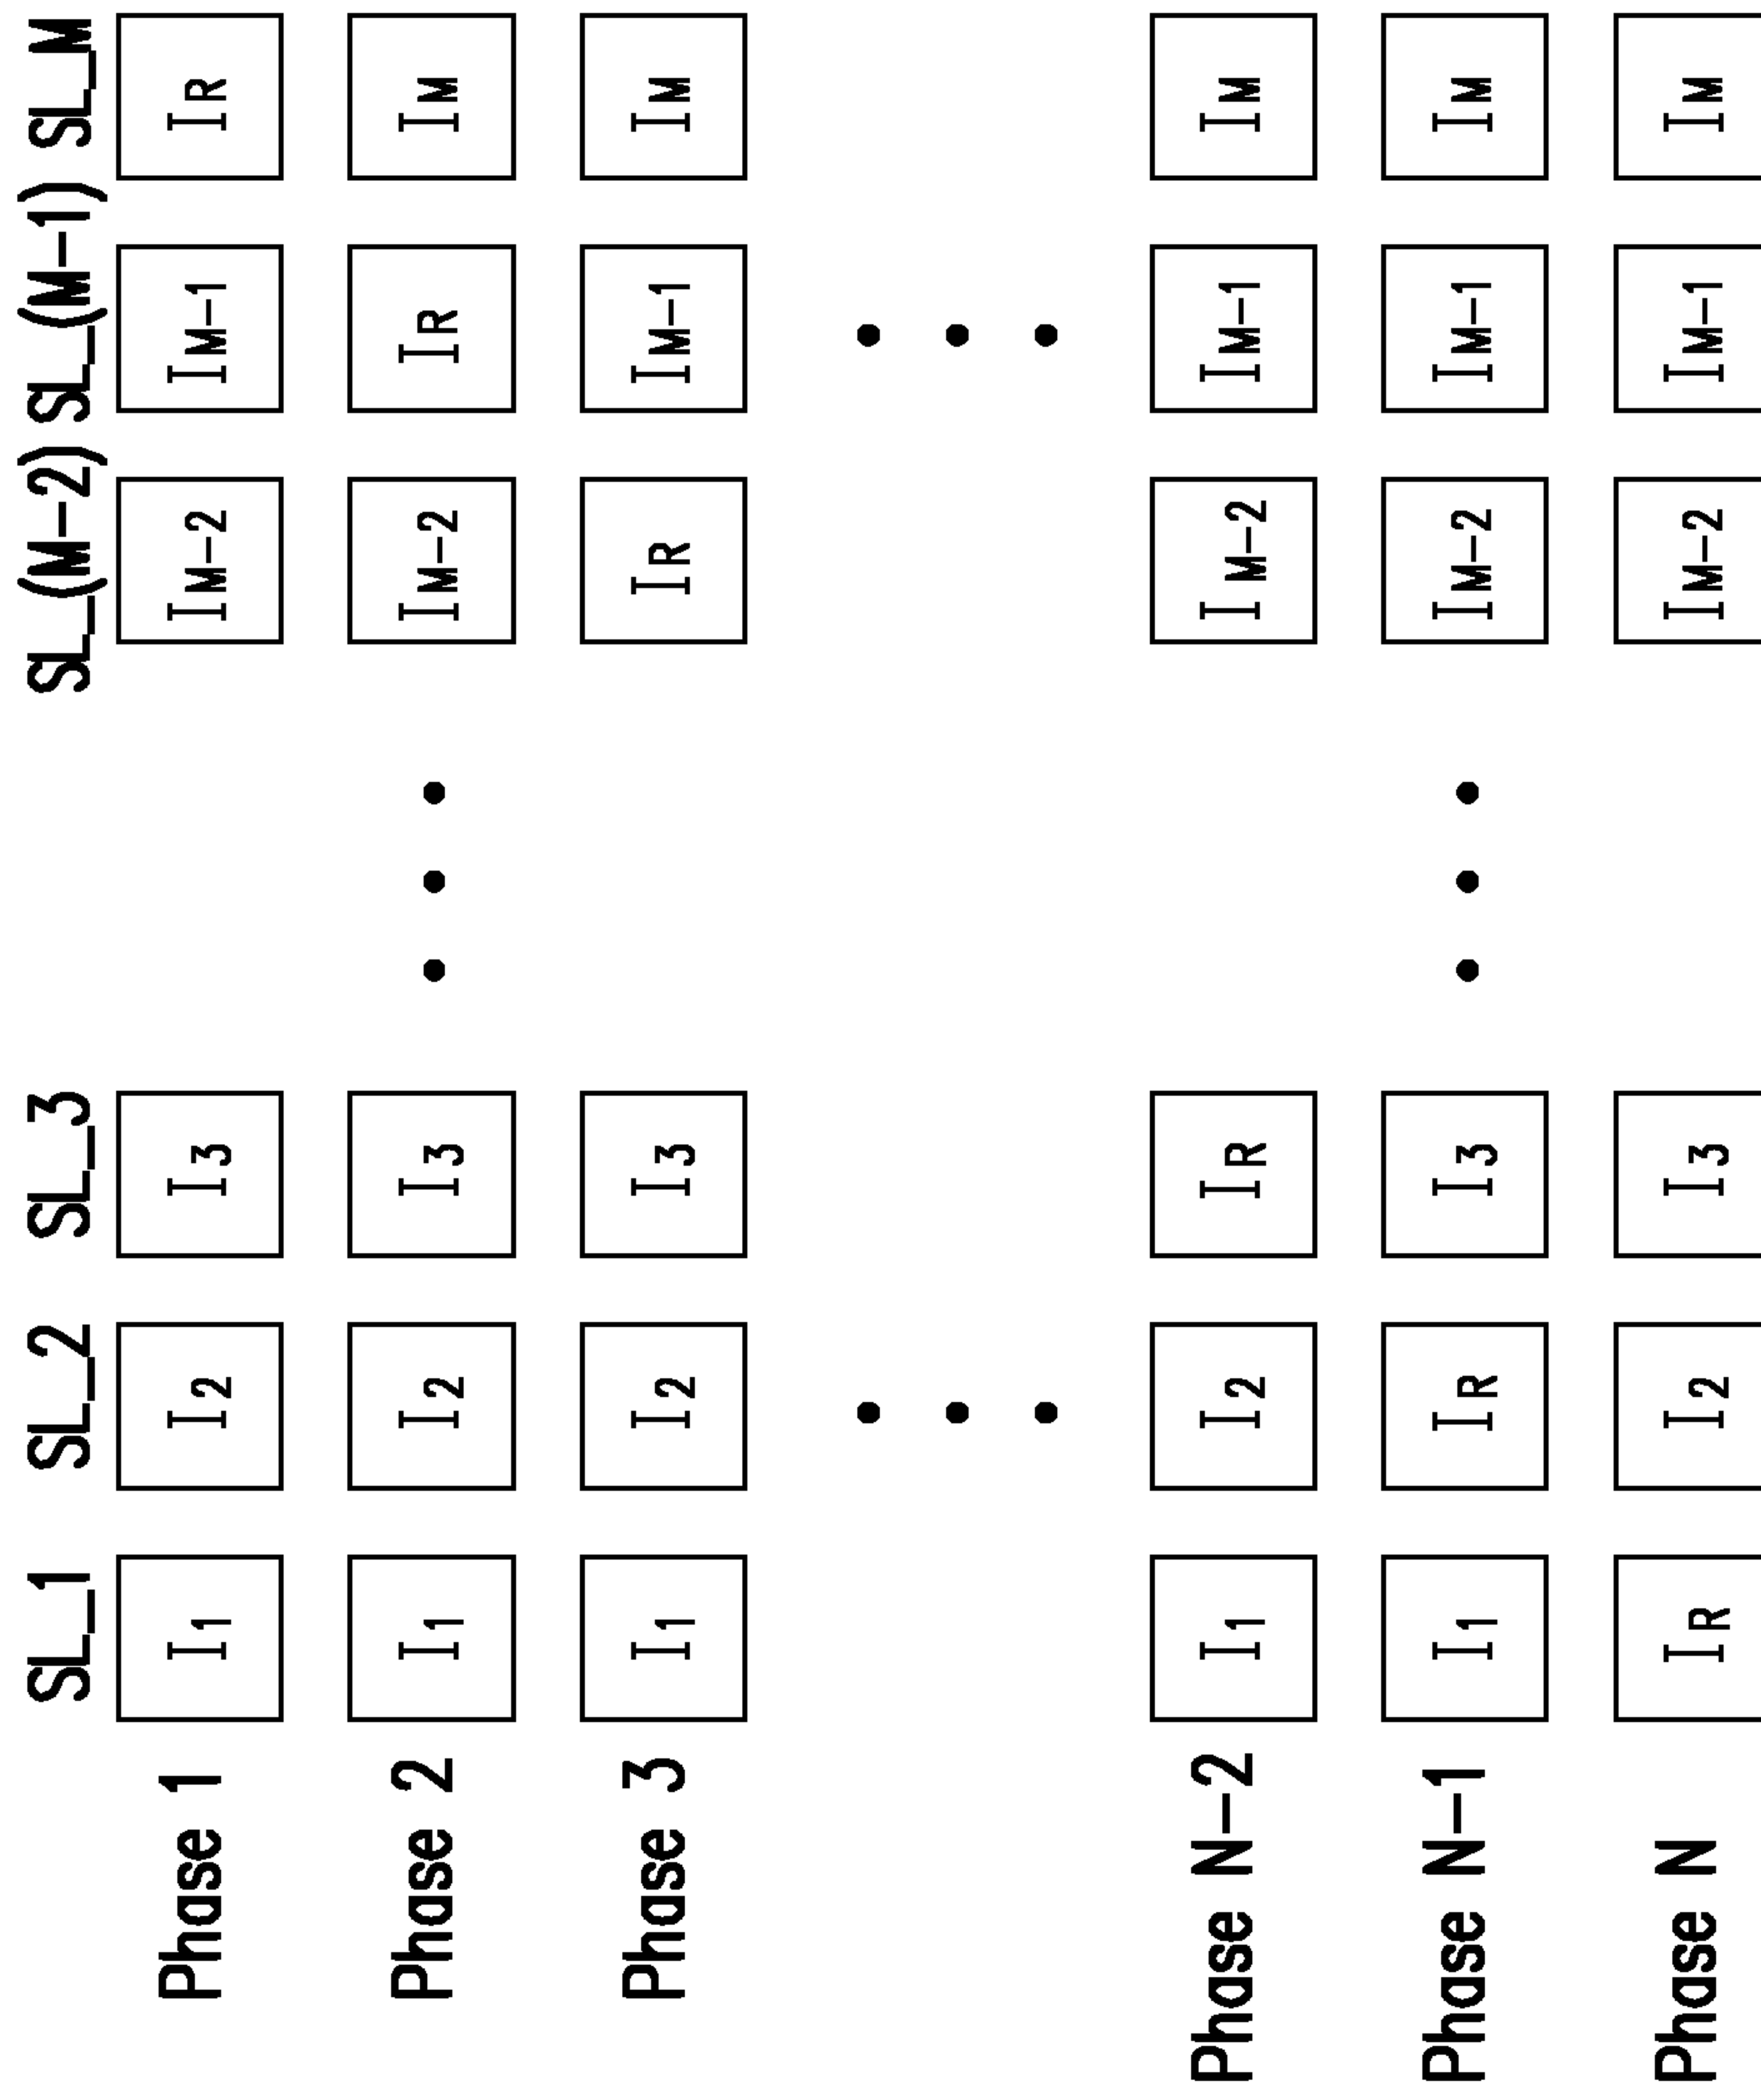 SL_1 SL_2 SL_3 SL_(M-2) SL_(M-1) SL_M
Phase 1 I1 I2 I3 IM-2 IM-1 IR
Phase 2 I1 I2 I3 • • • IM-2 IR IM
Phase 3 I1 I2 I3 IR IM-1 IM
Phase N-2 I1 I2 IR IM-2 IM-1 IM
Phase N-1 I1 IR I3 • • • IM-2 IM-1 IM
Phase N IR I2 I3 IM-2 IM-1 IM